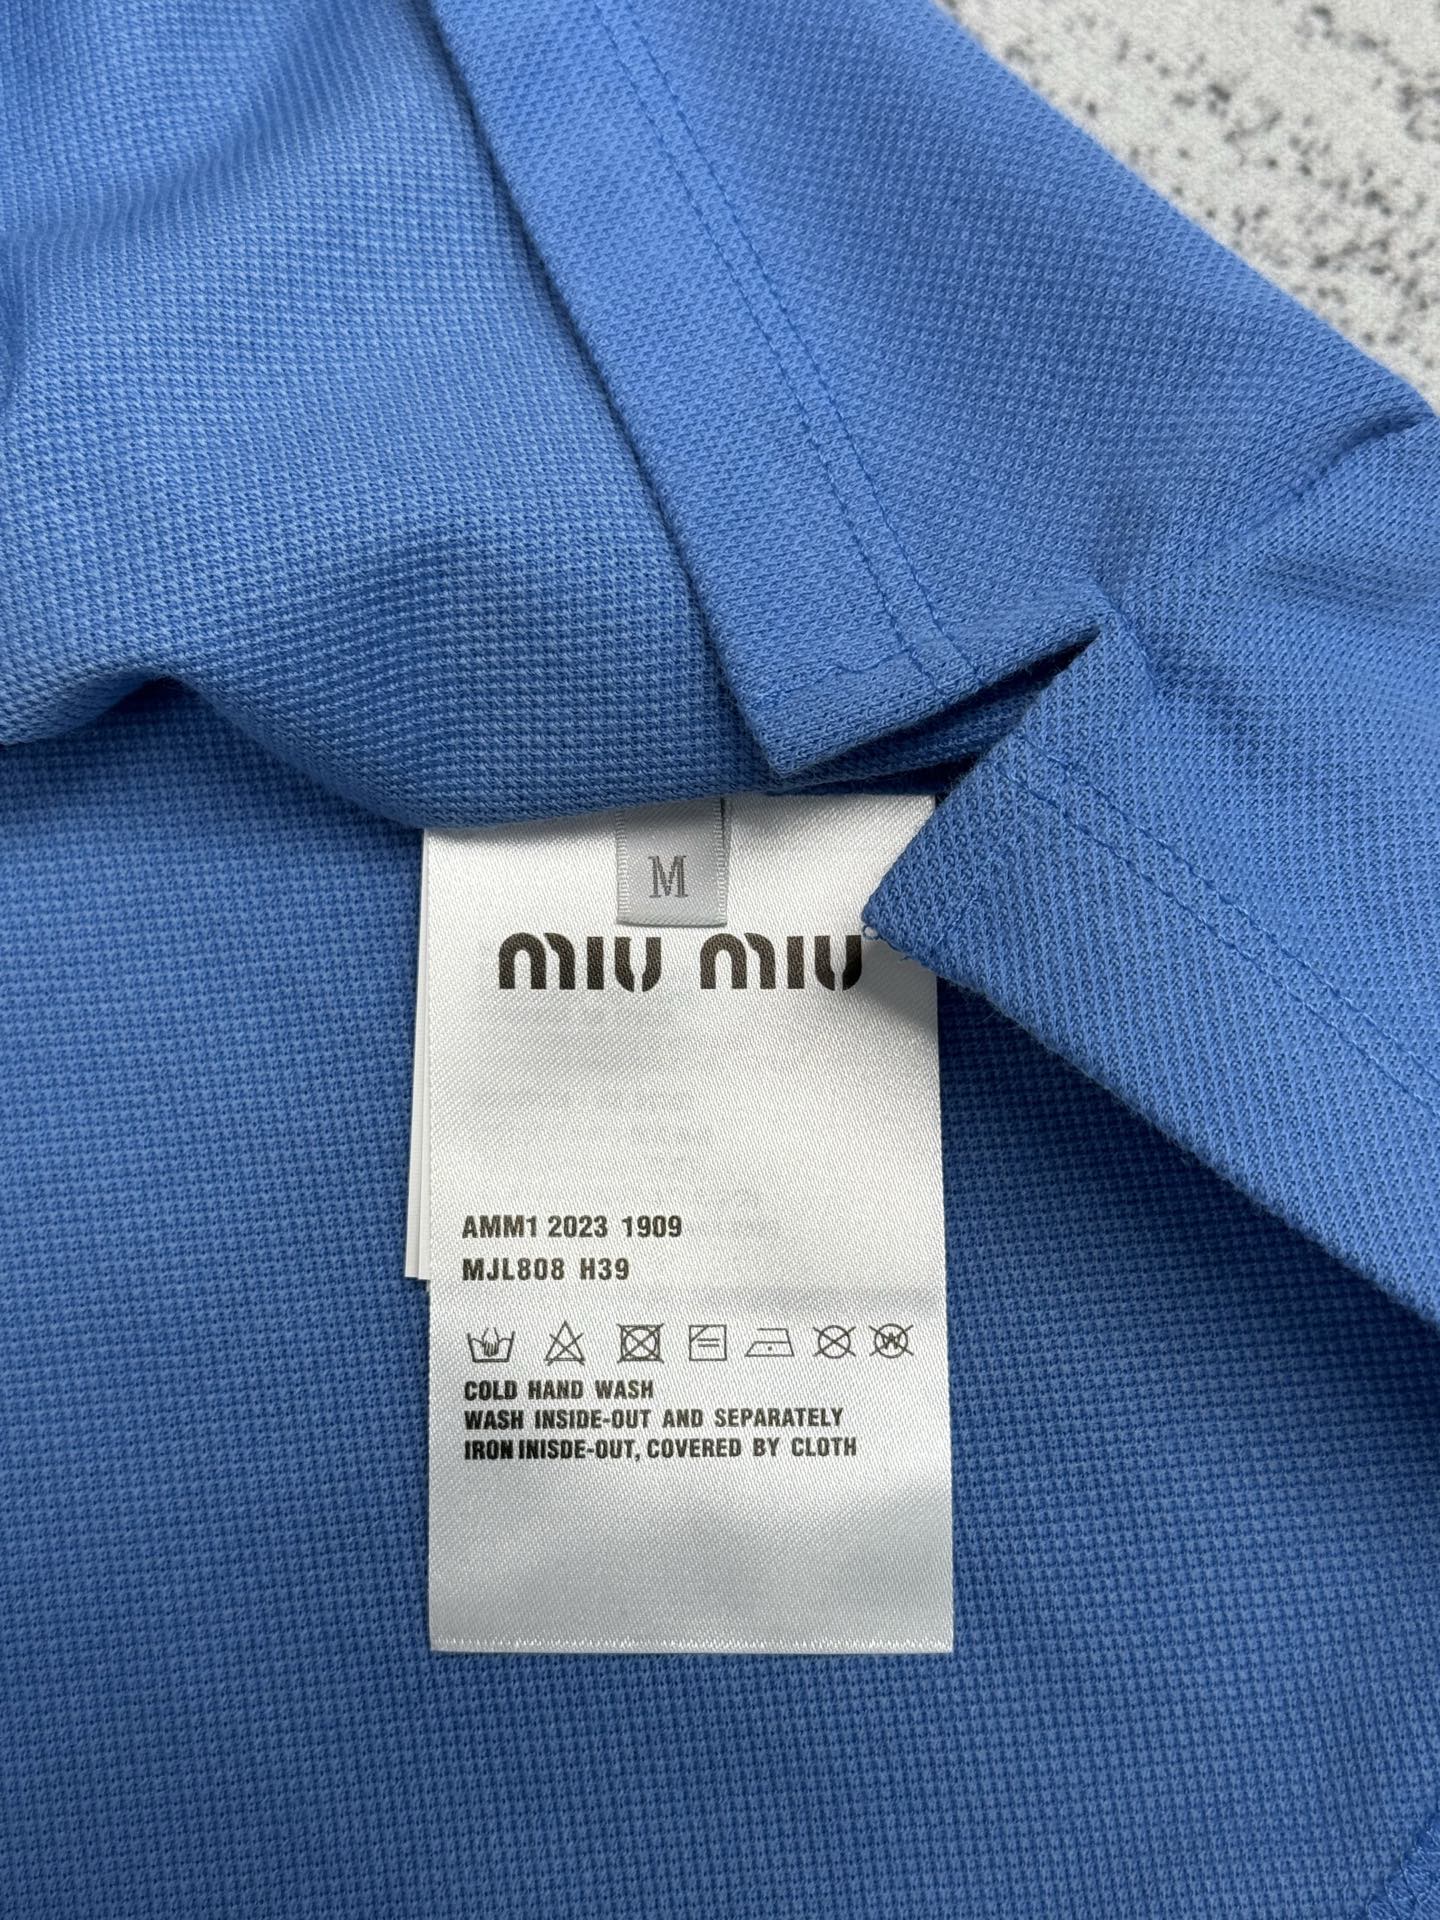 M
MIU MIU
AMM1 2023 1909
MJL808 H39
W
COLD HAND WASH
WASH INSIDE-OUT AND SEPARATELY
IRON INISDE-OUT, COVERED BY CLOTH